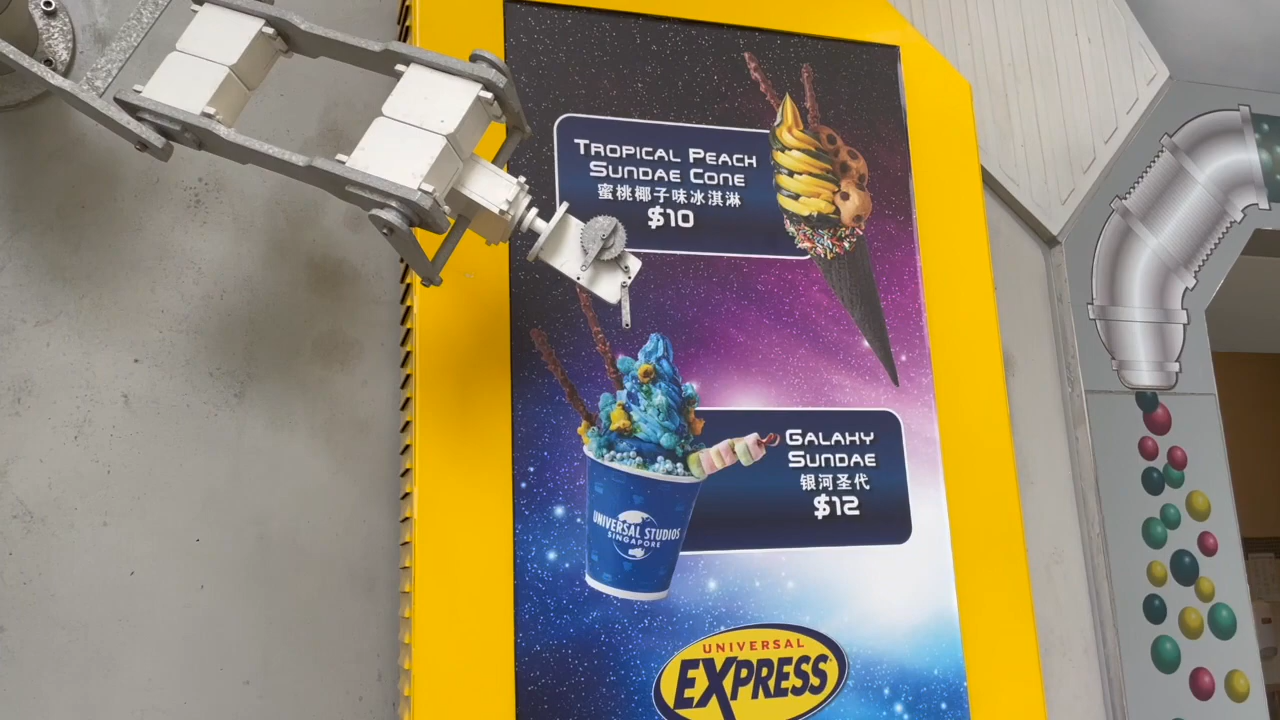 Tropical Peach
Sundae Cone
蜜桃椰子味冰淇淋
$10
Galaxy
Sundae
银河圣代
$12
UNIVERSAL STUDIOS
SINGAPORE
UNIVERSAL
EXPRESS